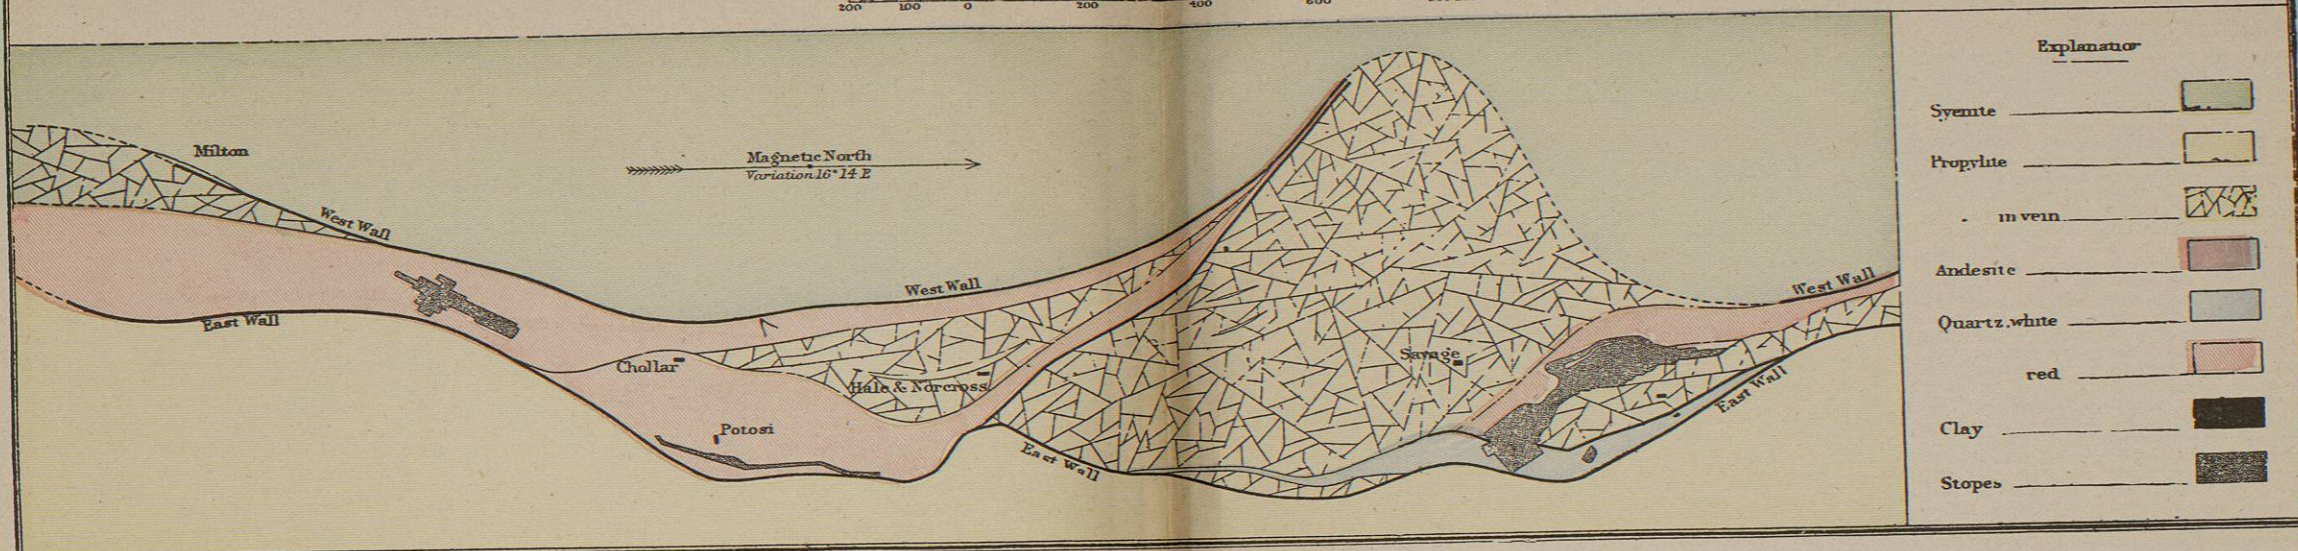 200 100 0 200 400 600
Explanation
Milton
Magnetic North
Variation 16° 14 E
West Wall
West Wall
West Wall
East Wall
Chollar
Hale & Norcross
Savage
Potosi
East Wall
East Wall
Syenite
Propylite
in vein
Andesite
Quartz.white
red
Clay
Stopes